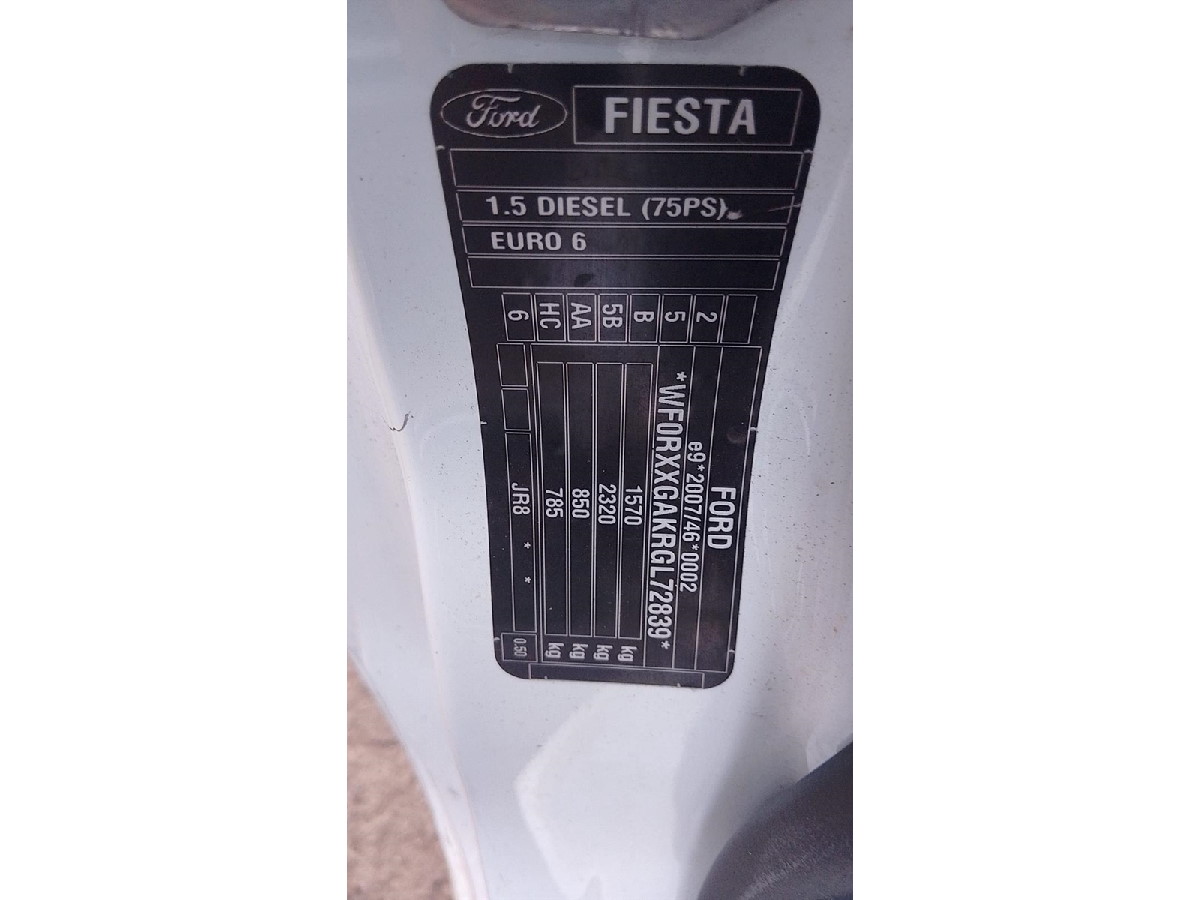 Ford FIESTA
1.5 DIESEL (75PS)
EURO 6
2
5
B
5B
AA
HC
6
FORD
e9*2007/46*0002
*WF0RXXGAKRGL72839*
1570 kg
2320 kg
850 kg
785 kg
JR8 * * 0.50